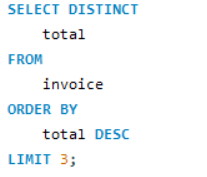 SELECT DISTINCT
    total
FROM
    invoice
ORDER BY
    total DESC
LIMIT 3;